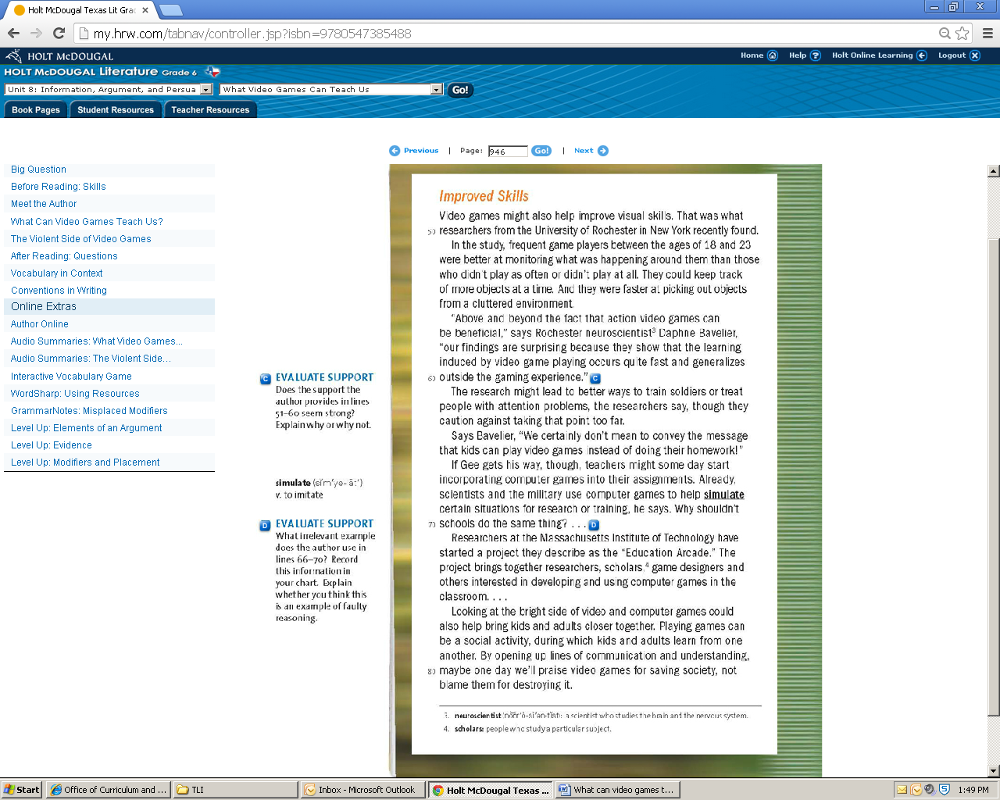 Holt McDougal Texas Lit Grac
my.hrw.com/tabnav/controller.jsp?isbn=9780547385488
HOLT McDOUGAL
Home
Help
Holt Online Learning
Logout
HOLT McDOUGAL Literature Grade 6
Unit 8: Information, Argument, and Persua
What Video Games Can Teach Us
Go!
Book Pages
Student Resources
Teacher Resources
Previous | Page: 946 Go! | Next
Big Question
Before Reading: Skills
Meet the Author
What Can Video Games Teach Us?
The Violent Side of Video Games
After Reading: Questions
Vocabulary in Context
Conventions in Writing
Online Extras
Author Online
Audio Summaries: What Video Games...
Audio Summaries: The Violent Side...
Interactive Vocabulary Game
WordSharp: Using Resources
GrammarNotes: Misplaced Modifiers
Level Up: Elements of an Argument
Level Up: Evidence
Level Up: Modifiers and Placement
C EVALUATE SUPPORT
Does the support the
author provides in lines
51–60 seem strong?
Explain why or why not.
simulate (sĭm′yə-lāt′)
v. to imitate
D EVALUATE SUPPORT
What irrelevant example
does the author use in
lines 66–70? Record
this information in
your chart. Explain
whether you think this
is an example of faulty
reasoning.
Improved Skills
Video games might also help improve visual skills. That was what
50 researchers from the University of Rochester in New York recently found.
In the study, frequent game players between the ages of 18 and 23
were better at monitoring what was happening around them than those
who didn't play as often or didn't play at all. They could keep track
of more objects at a time. And they were faster at picking out objects
from a cluttered environment.
“Above and beyond the fact that action video games can
be beneficial,” says Rochester neuroscientist3 Daphne Bavelier,
“our findings are surprising because they show that the learning
induced by video game playing occurs quite fast and generalizes
60 outside the gaming experience.” C
The research might lead to better ways to train soldiers or treat
people with attention problems, the researchers say, though they
caution against taking that point too far.
Says Bavelier, “We certainly don't mean to convey the message
that kids can play video games instead of doing their homework!”
If Gee gets his way, though, teachers might some day start
incorporating computer games into their assignments. Already,
scientists and the military use computer games to help simulate
certain situations for research or training, he says. Why shouldn't
70 schools do the same thing? . . . D
Researchers at the Massachusetts Institute of Technology have
started a project they describe as the “Education Arcade.” The
project brings together researchers, scholars,4 game designers and
others interested in developing and using computer games in the
classroom. . . .
Looking at the bright side of video and computer games could
also help bring kids and adults closer together. Playing games can
be a social activity, during which kids and adults learn from one
another. By opening up lines of communication and understanding,
80 maybe one day we'll praise video games for saving society, not
blame them for destroying it.
3. neuroscientist: a scientist who studies the brain and the nervous system.
4. scholars: people who study a particular subject.
Start
Office of Curriculum and ...
TLI
Inbox - Microsoft Outlook
Holt McDougal Texas ...
What can video games t...
1:49 PM